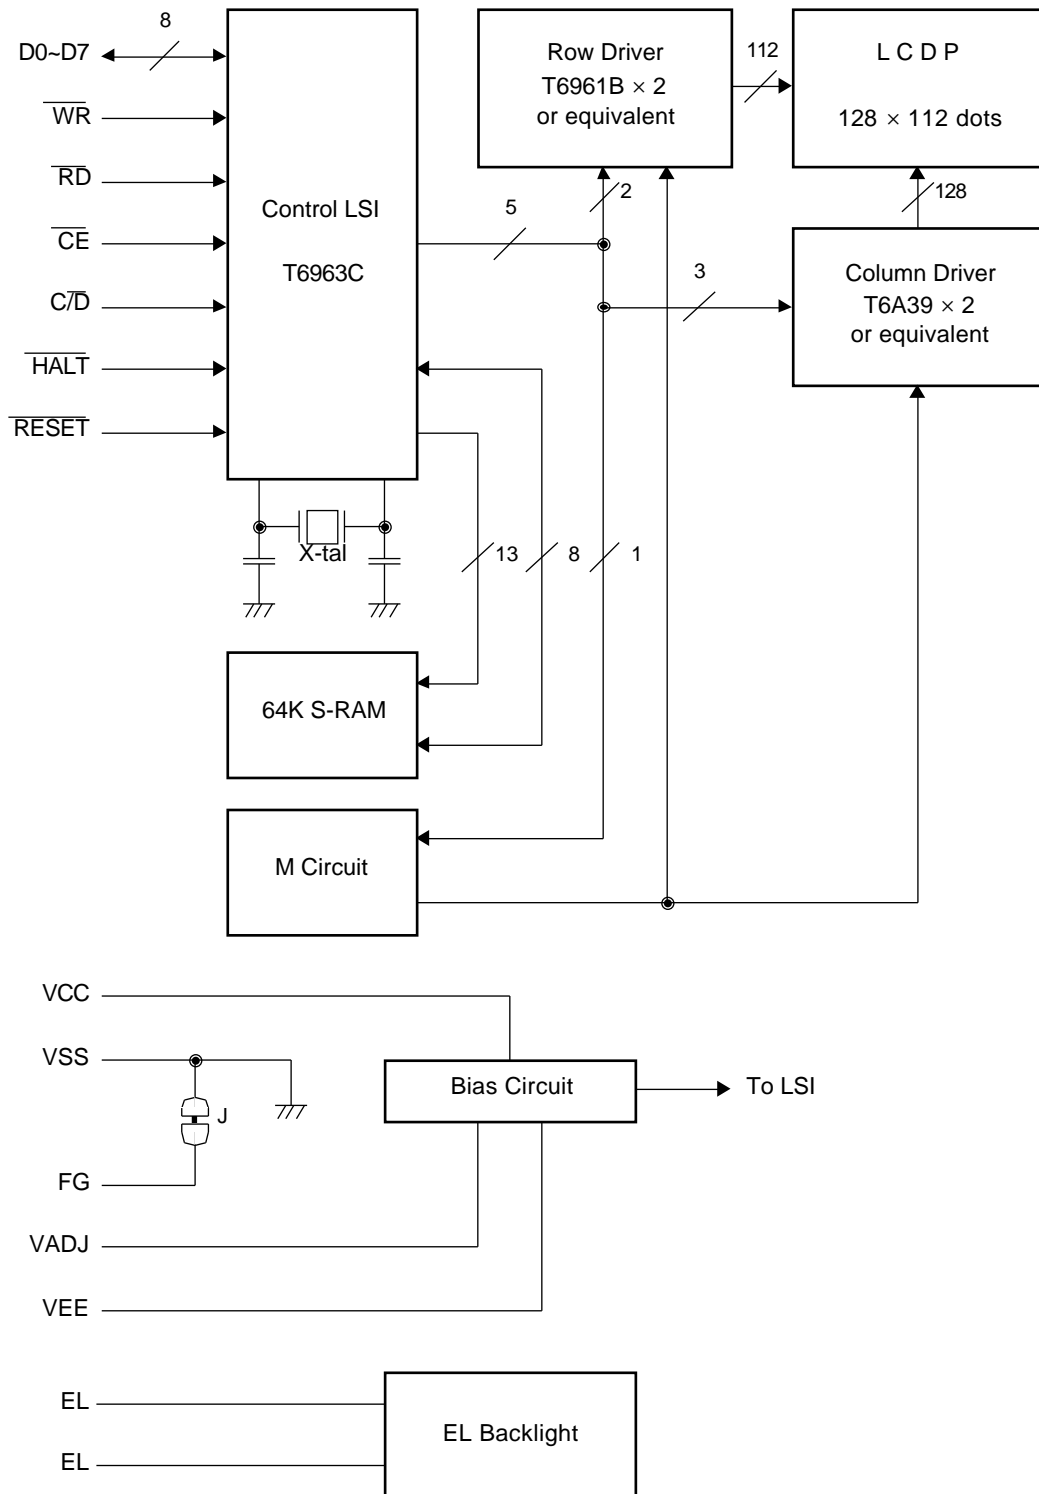 8
D0~D7
WR
RD
CE
C/D
HALT
RESET
Control LSI
T6963C
X-tal
Row Driver
T6961B × 2
or equivalent
112
L C D P
128 × 112 dots
2
128
5
3
Column Driver
T6A39 × 2
or equivalent
13
8
1
64K S-RAM
M Circuit
VCC
VSS
J
FG
VADJ
VEE
Bias Circuit
To LSI
EL
EL
EL Backlight